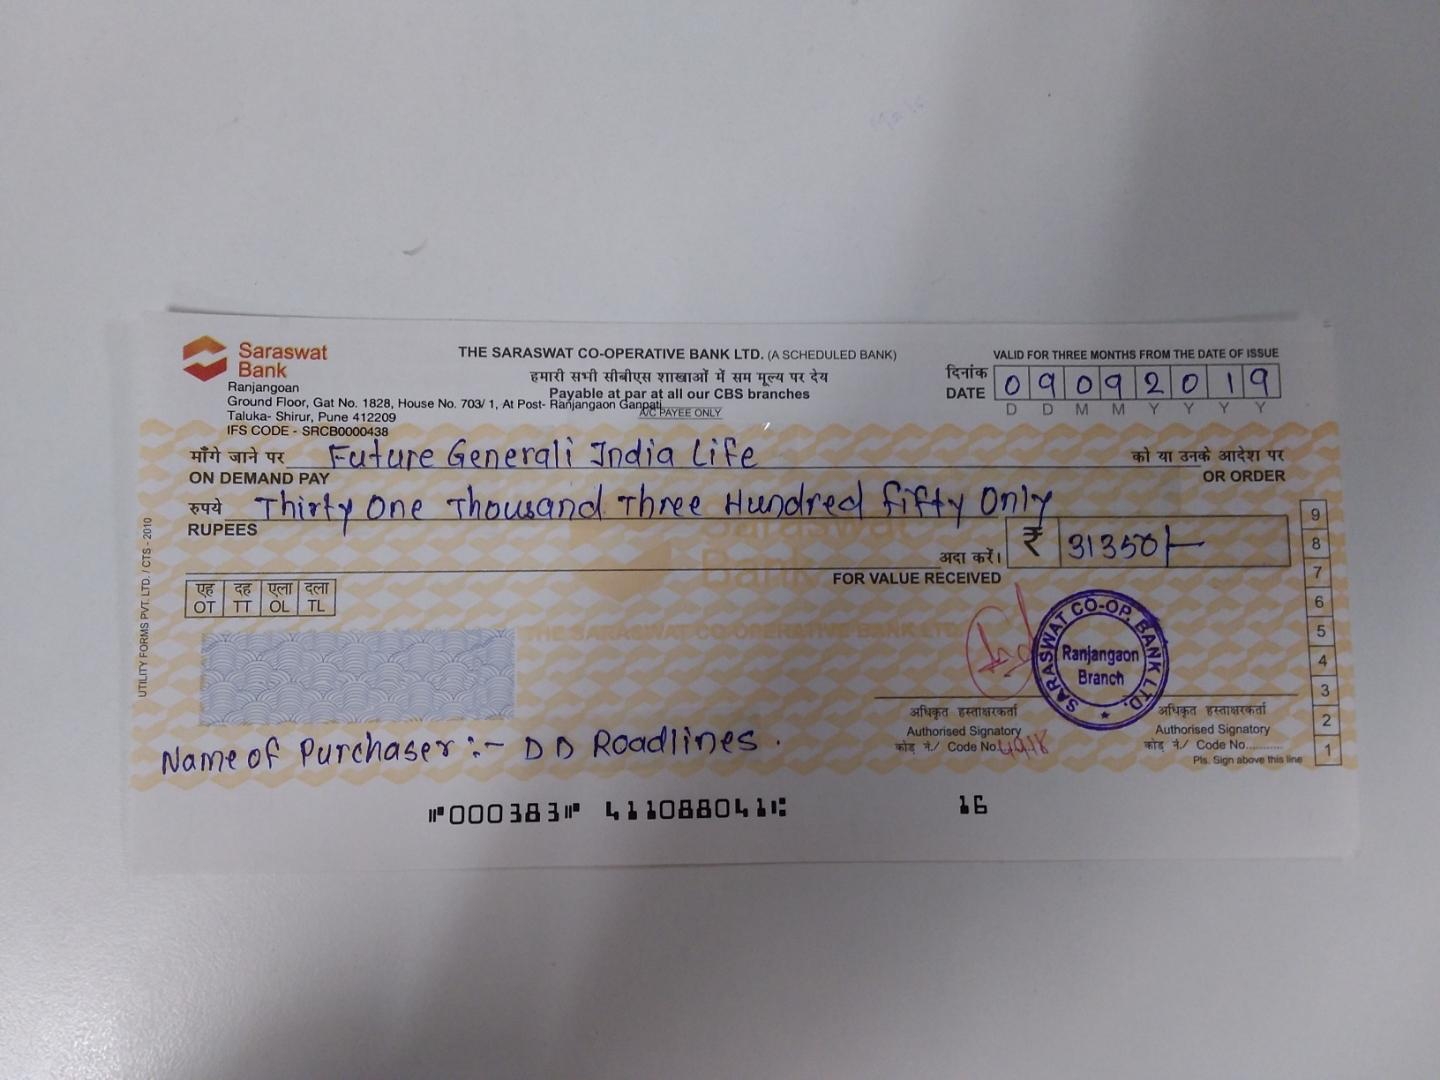 Saraswat
Bank
Ranjangoan
Ground Floor, Gat No. 1828, House No. 703/ 1, At Post- Ranjangaon Ganpati
Taluka- Shirur, Pune 412209
IFS CODE - SRCB0000438
THE SARASWAT CO-OPERATIVE BANK LTD. (A SCHEDULED BANK)
हमारी सभी सीबीएस शाखाओं में सम मूल्य पर देय
Payable at par at all our CBS branches
A/C PAYEE ONLY
VALID FOR THREE MONTHS FROM THE DATE OF ISSUE
दिनांक
DATE 0 9 0 9 2 0 1 9
D D M M Y Y Y Y
माँगे जाने पर Future Generali India Life को या उनके आदेश पर
ON DEMAND PAY OR ORDER
रुपये Thirty One Thousand Three Hundred Fifty Only
RUPEES
अदा करें। ₹ 31350/-
FOR VALUE RECEIVED
एह दह एला दला
OT TT OL TL
Saraswat
Bank
THE SARASWAT CO-OPERATIVE BANK LTD.
SARASWAT CO-OP. BANK LTD.
Ranjangaon
Branch
अधिकृत हस्ताक्षरकर्ता अधिकृत हस्ताक्षरकर्ता
Authorised Signatory Authorised Signatory
कोड़ नं./ Code No. कोड़ नं./ Code No...........
Pls. Sign above this line
9
8
7
6
5
4
3
2
1
UTILITY FORMS PVT. LTD. / CTS - 2010
Name of Purchaser :- D D Roadlines .
⑈000383⑈ 411088041⑆ 16